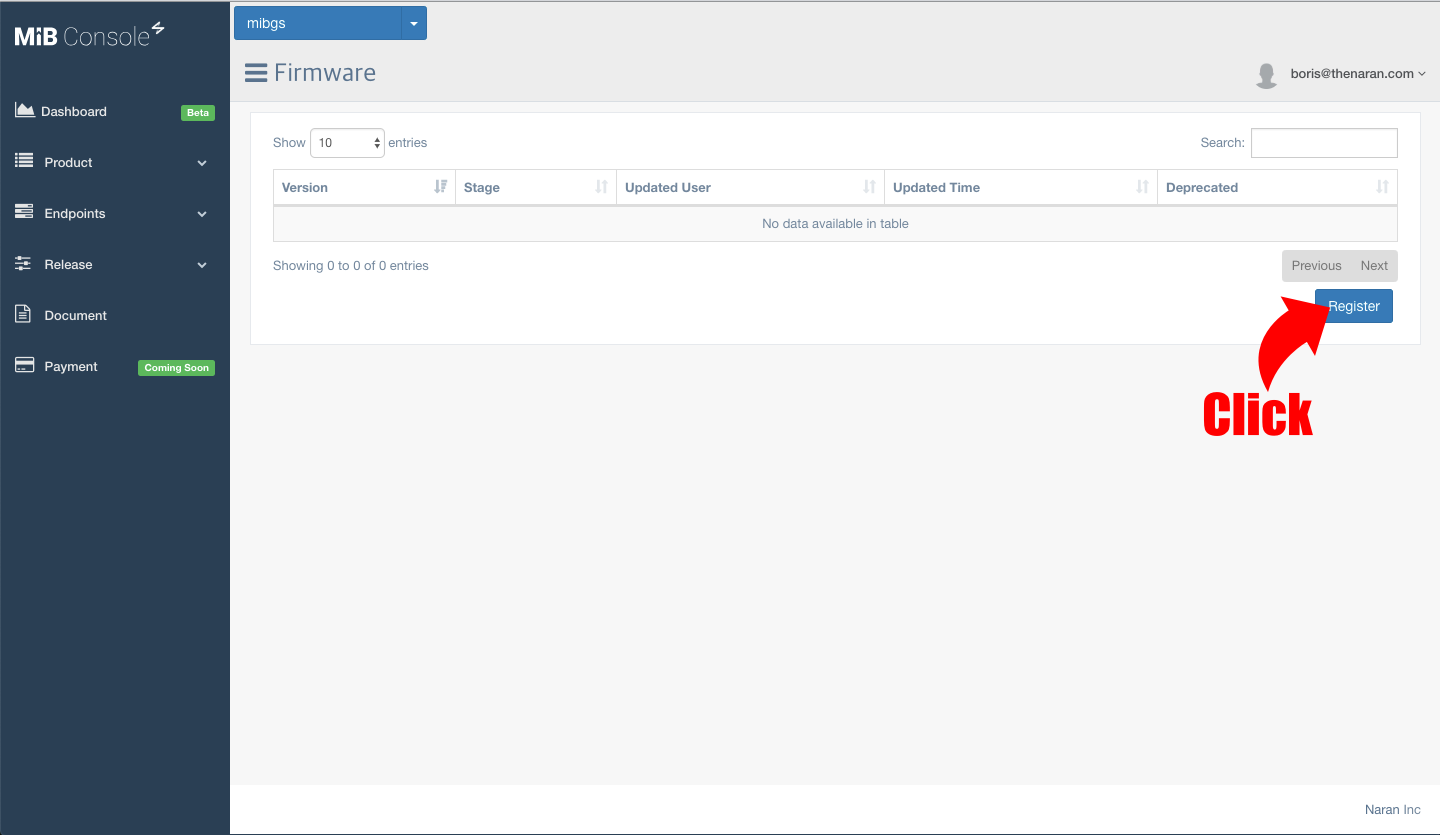 mibgs
MiB Console
Firmware
boris@thenaran.com
Dashboard
Beta
Product
Endpoints
Release
Document
Payment
Coming Soon
Show 10 entries
Search:
Version Stage Updated User Updated Time Deprecated
No data available in table
Showing 0 to 0 of 0 entries
Previous Next
Register
Click
Naran Inc